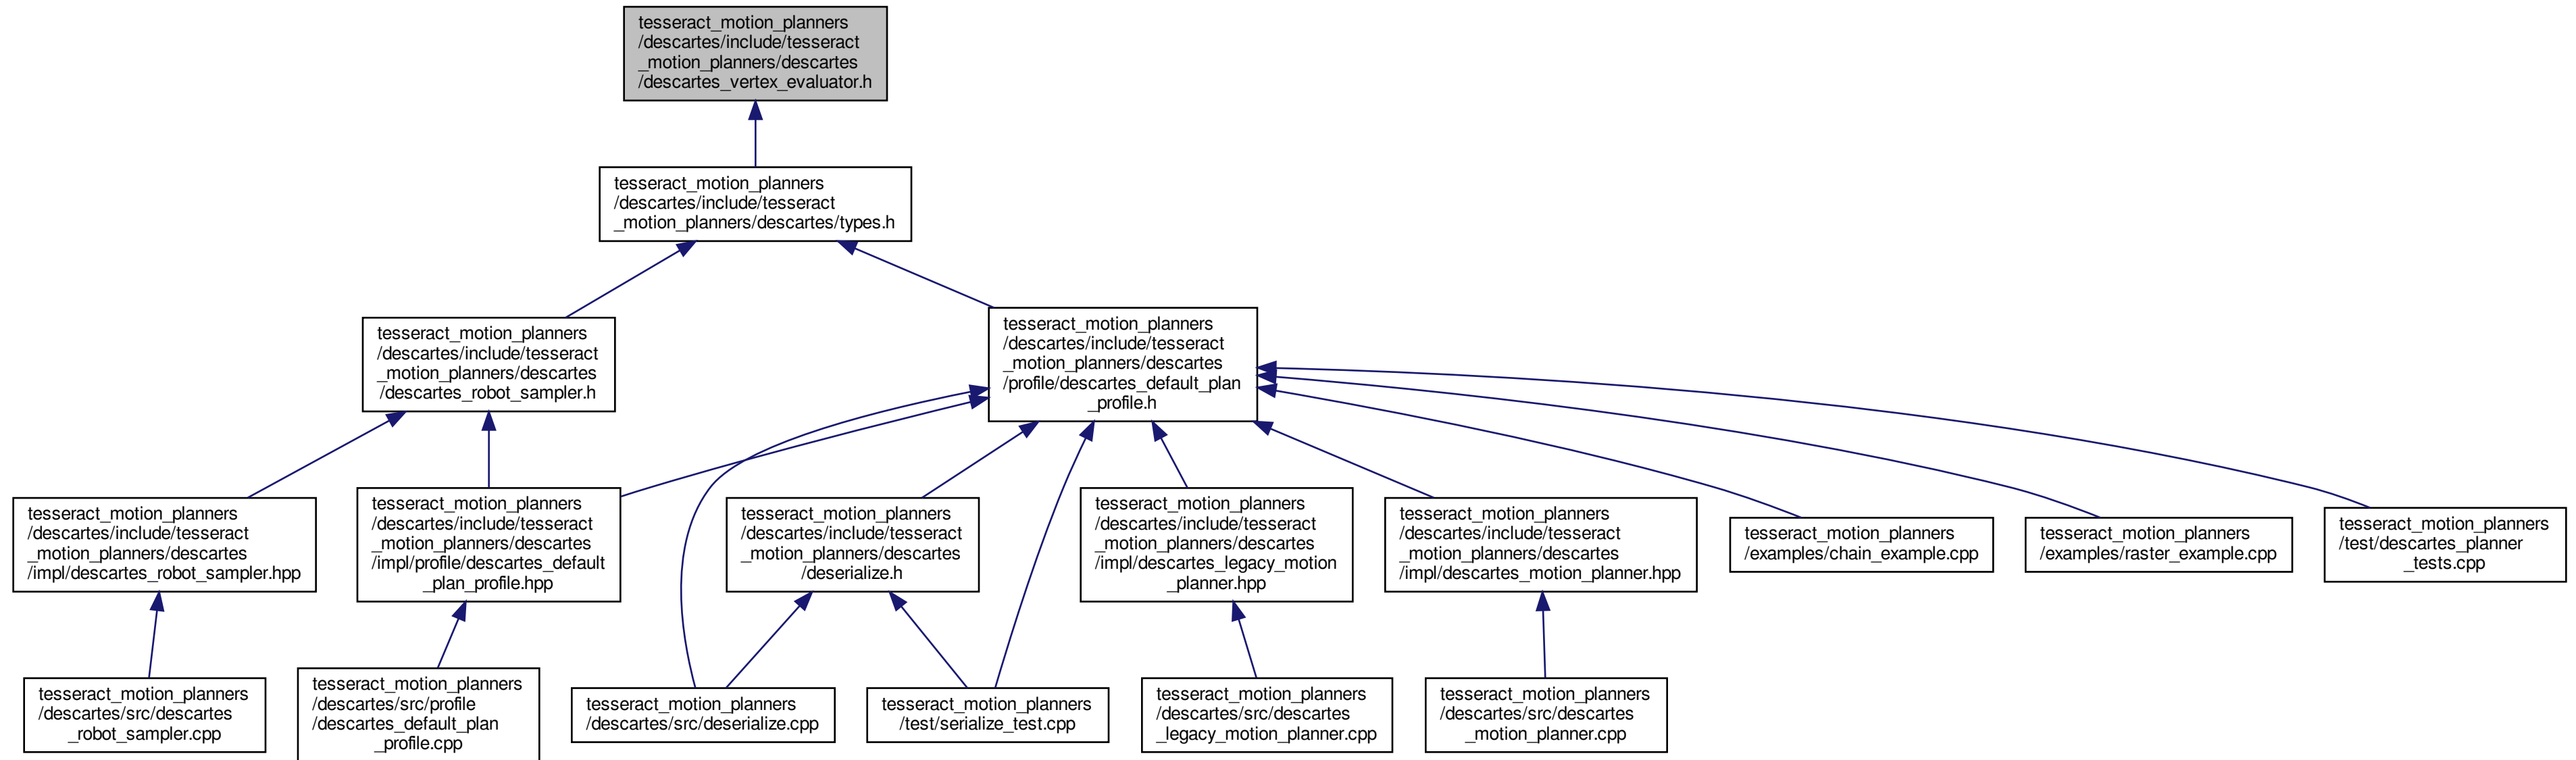 tesseract_motion_planners
/descartes/include/tesseract
_motion_planners/descartes
/descartes_vertex_evaluator.h
tesseract_motion_planners
/descartes/include/tesseract
_motion_planners/descartes/types.h
tesseract_motion_planners
/descartes/include/tesseract
_motion_planners/descartes
/descartes_robot_sampler.h
tesseract_motion_planners
/descartes/include/tesseract
_motion_planners/descartes
/profile/descartes_default_plan
_profile.h
tesseract_motion_planners
/descartes/include/tesseract
_motion_planners/descartes
/impl/descartes_robot_sampler.hpp
tesseract_motion_planners
/descartes/include/tesseract
_motion_planners/descartes
/impl/profile/descartes_default
_plan_profile.hpp
tesseract_motion_planners
/descartes/include/tesseract
_motion_planners/descartes
/deserialize.h
tesseract_motion_planners
/descartes/include/tesseract
_motion_planners/descartes
/impl/descartes_legacy_motion
_planner.hpp
tesseract_motion_planners
/descartes/include/tesseract
_motion_planners/descartes
/impl/descartes_motion_planner.hpp
tesseract_motion_planners
/examples/chain_example.cpp
tesseract_motion_planners
/examples/raster_example.cpp
tesseract_motion_planners
/test/descartes_planner
_tests.cpp
tesseract_motion_planners
/descartes/src/descartes
_robot_sampler.cpp
tesseract_motion_planners
/descartes/src/profile
/descartes_default_plan
_profile.cpp
tesseract_motion_planners
/descartes/src/deserialize.cpp
tesseract_motion_planners
/test/serialize_test.cpp
tesseract_motion_planners
/descartes/src/descartes
_legacy_motion_planner.cpp
tesseract_motion_planners
/descartes/src/descartes
_motion_planner.cpp